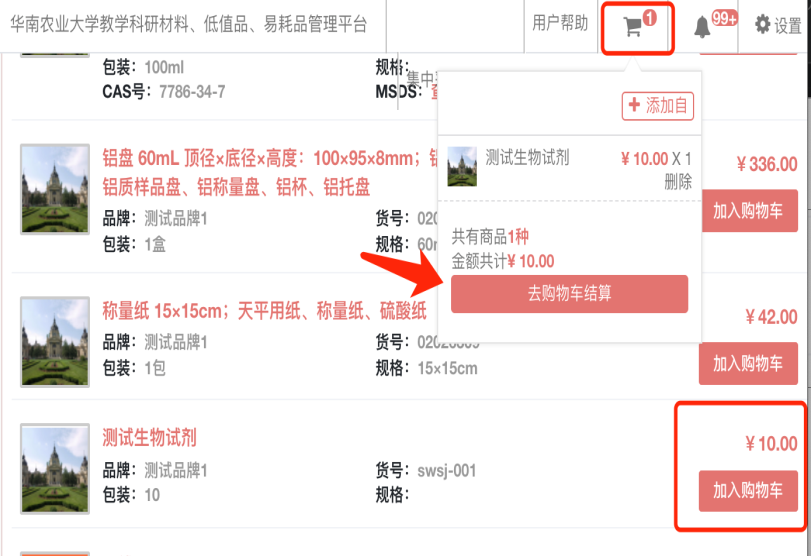 华南农业大学教学科研材料、低值品、易耗品管理平台
用户帮助
1
99+
设置
包装：100ml
规格：
集中
CAS号：7786-34-7
MSDS：
添加自
测试生物试剂
¥ 10.00 X 1
删除
共有商品1种
金额共计¥ 10.00
去购物车结算
铝盘 60mL 顶径×底径×高度：100×95×8mm；
铝质样品盘、铝称量盘、铝杯、铝托盘
¥ 336.00
品牌：测试品牌1
货号：020
加入购物车
包装：1盒
规格：60
称量纸 15×15cm；天平用纸、称量纸、硫酸纸
¥ 42.00
品牌：测试品牌1
货号：
包装：1包
规格：15×15cm
加入购物车
测试生物试剂
¥ 10.00
品牌：测试品牌1
货号：swsj-001
包装：10
规格：
加入购物车